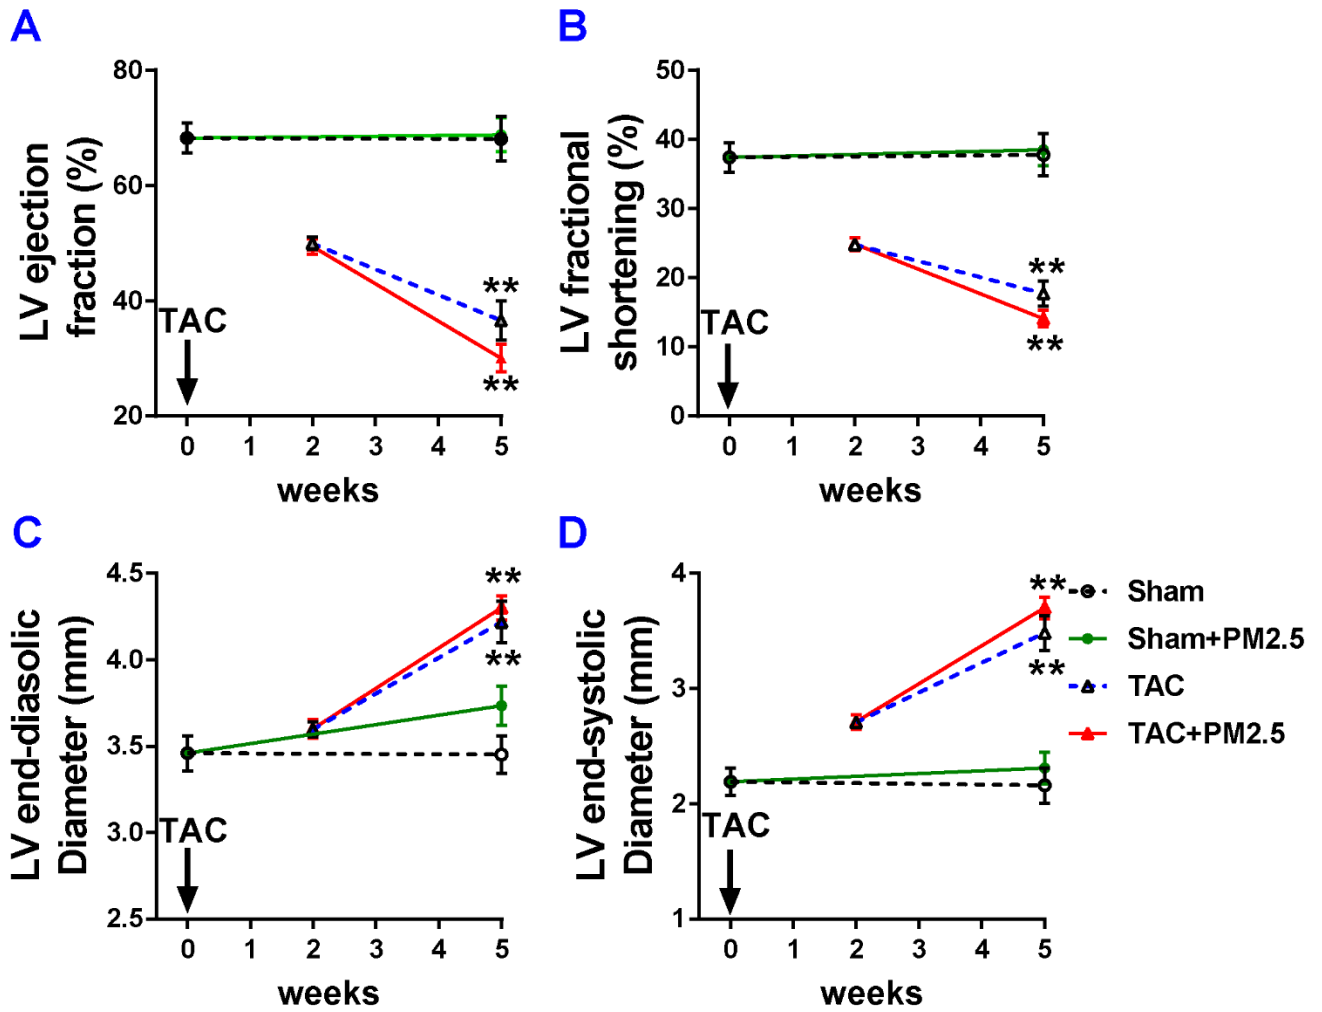 A
LV ejection
fraction (%)
80
60
40
20
TAC
**
**
0 1 2 3 4 5
weeks
B
LV fractional
shortening (%)
50
40
30
20
10
0
TAC
**
**
0 1 2 3 4 5
weeks
C
LV end-diasolic
Diameter (mm)
4.5
4.0
3.5
3.0
2.5
TAC
**
**
0 1 2 3 4 5
weeks
D
LV end-systolic
Diameter (mm)
4
3
2
1
TAC
**
**
0 1 2 3 4 5
weeks
Sham
Sham+PM2.5
TAC
TAC+PM2.5